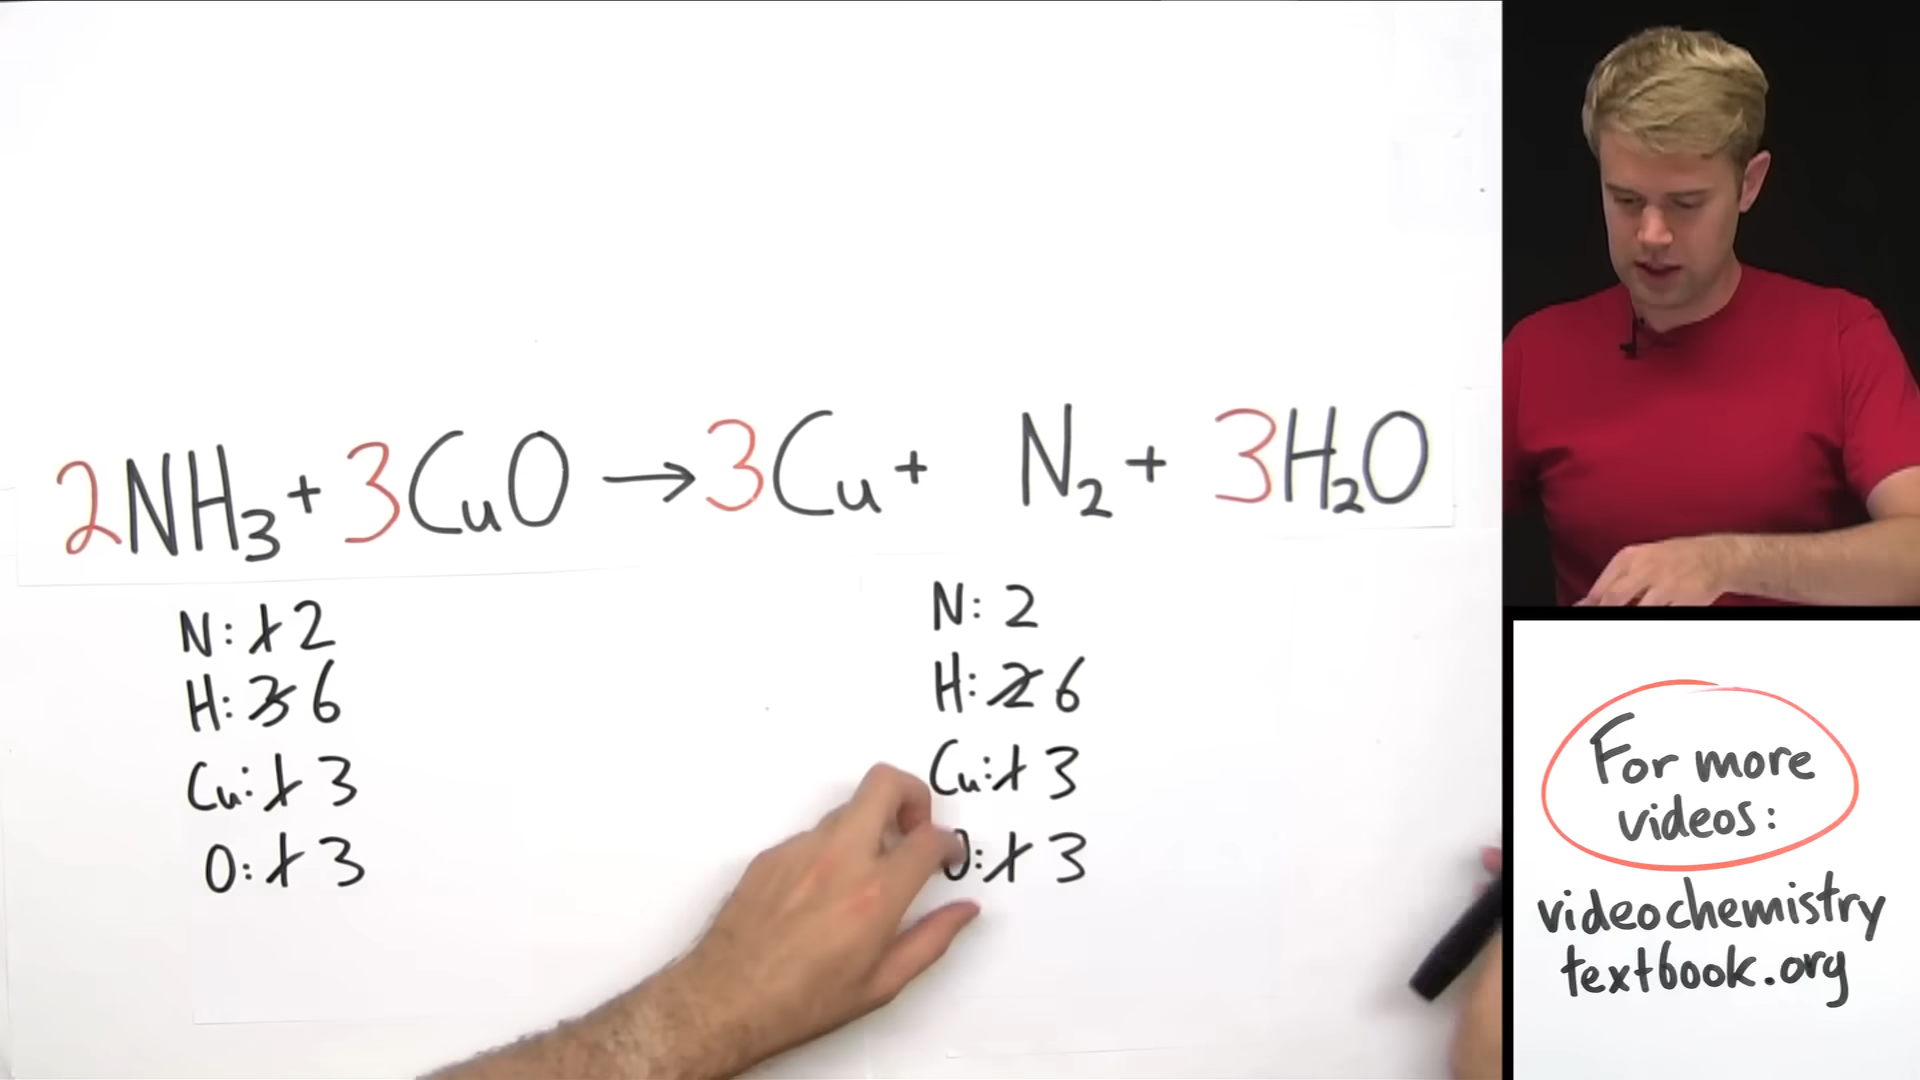 2NH₃ + 3CuO → 3Cu + N₂ + 3H₂O
N: 1 2
H: 3 6
Cu: 1 3
O: 1 3
N: 2
H: 2 6
Cu: 1 3
O: 1 3
For more
videos:
videochemistry
textbook.org